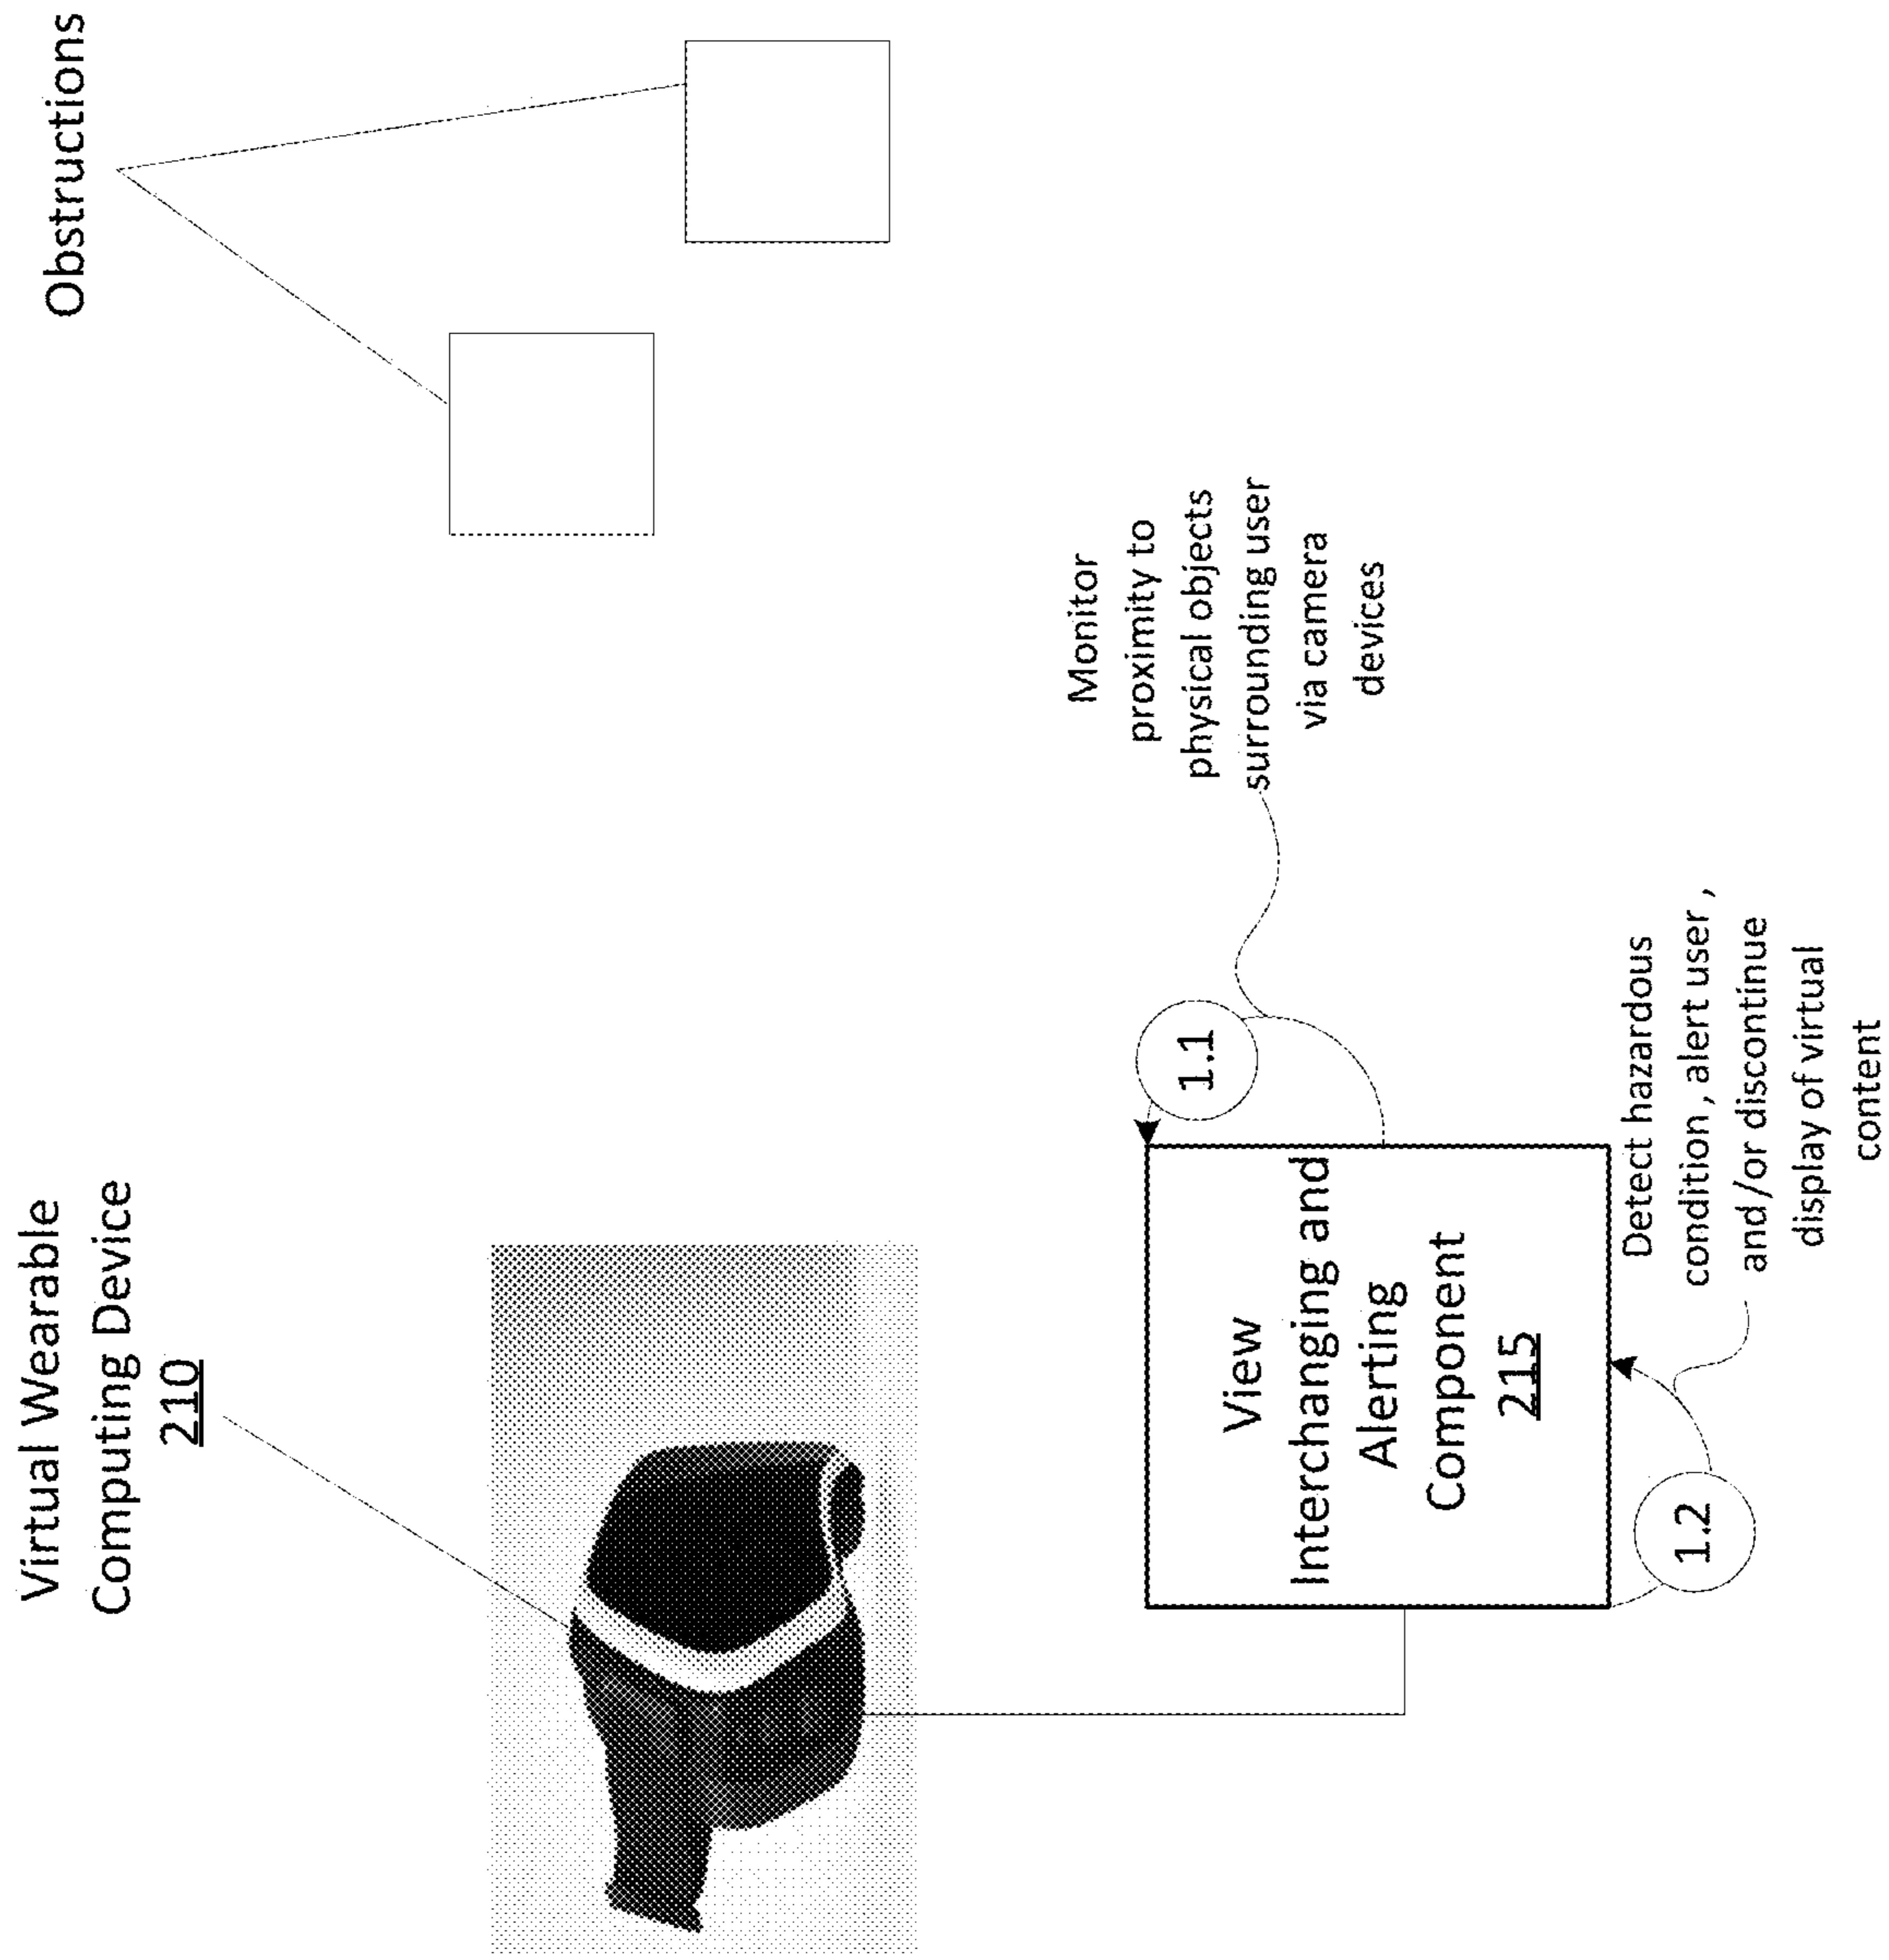 Virtual Wearable
Computing Device
210
Obstructions
Monitor
proximity to
physical objects
surrounding user
via camera
devices
1.1
View
Interchanging and
Alerting
Component
215
1.2
Detect hazardous
condition , alert user ,
and /or discontinue
display of virtual
content